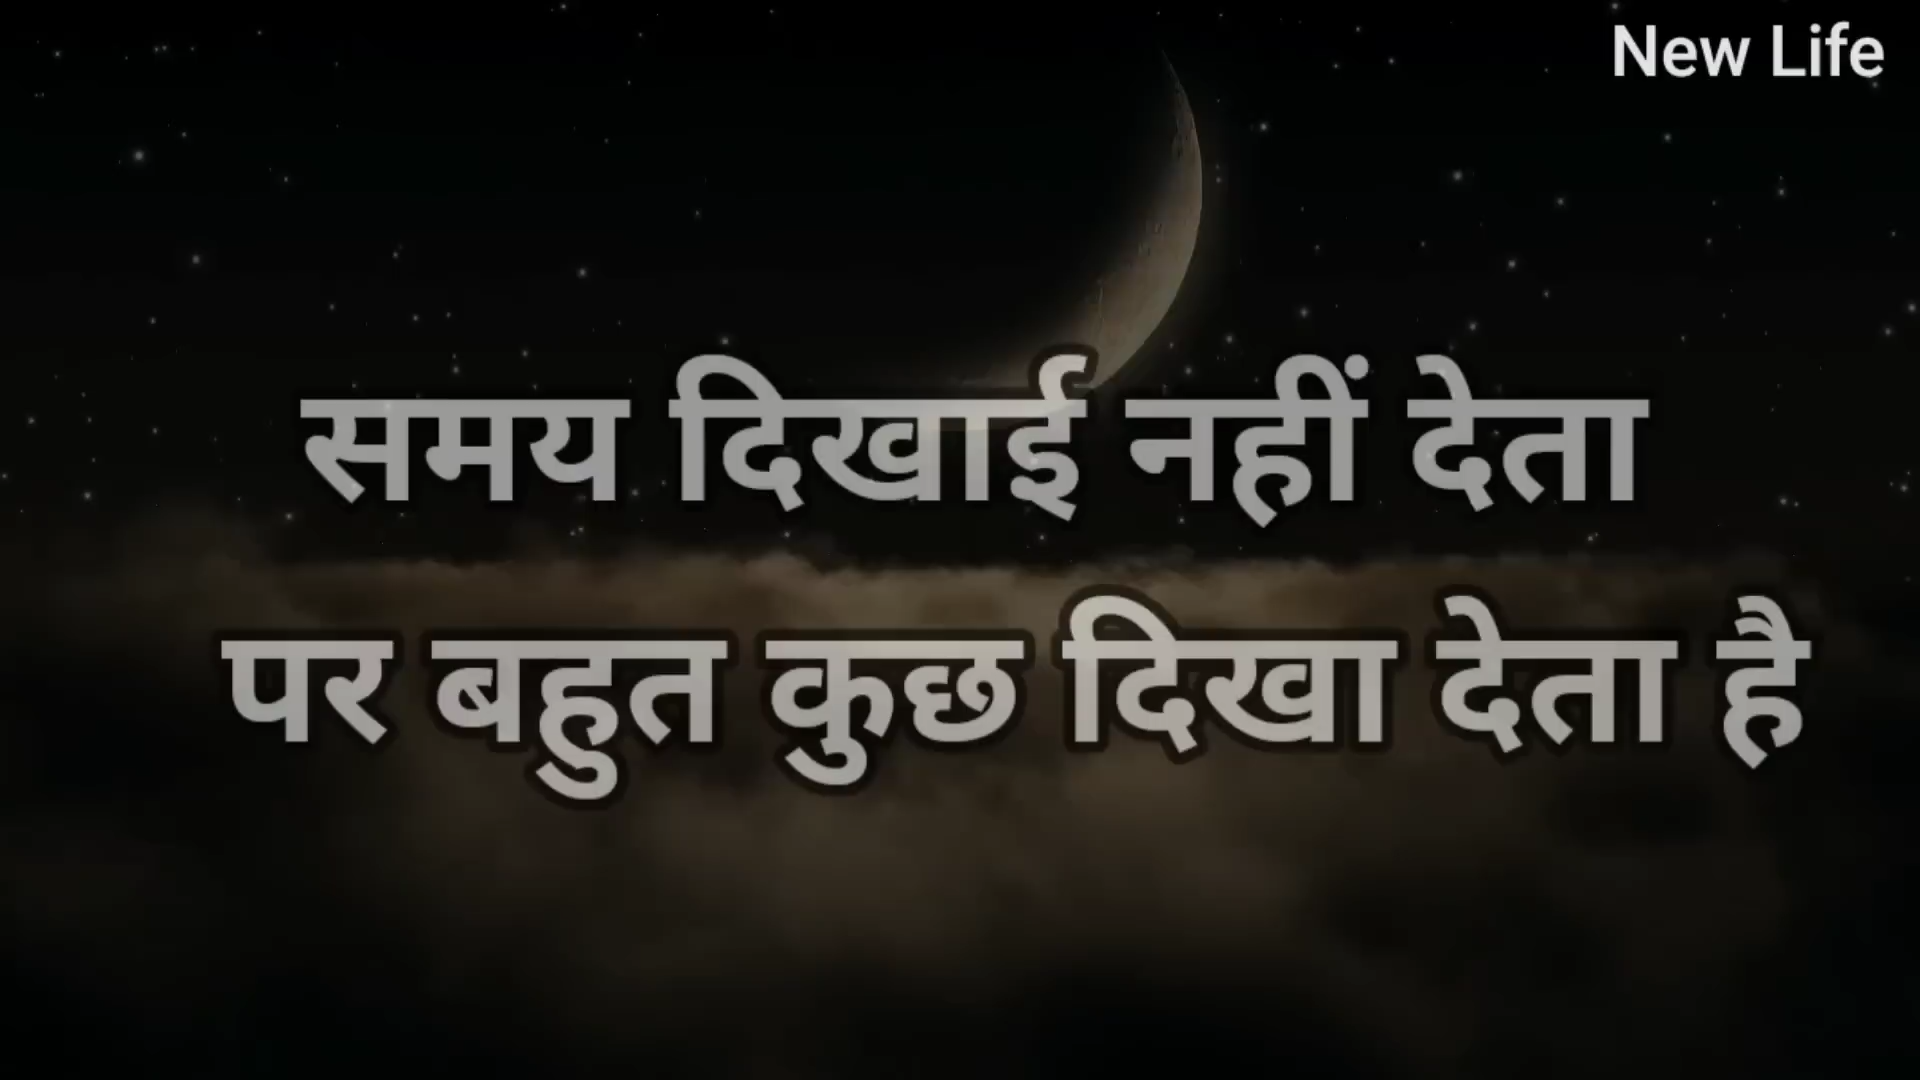 New Life
समय दिखाई नहीं देता
पर बहुत कुछ दिखा देता है